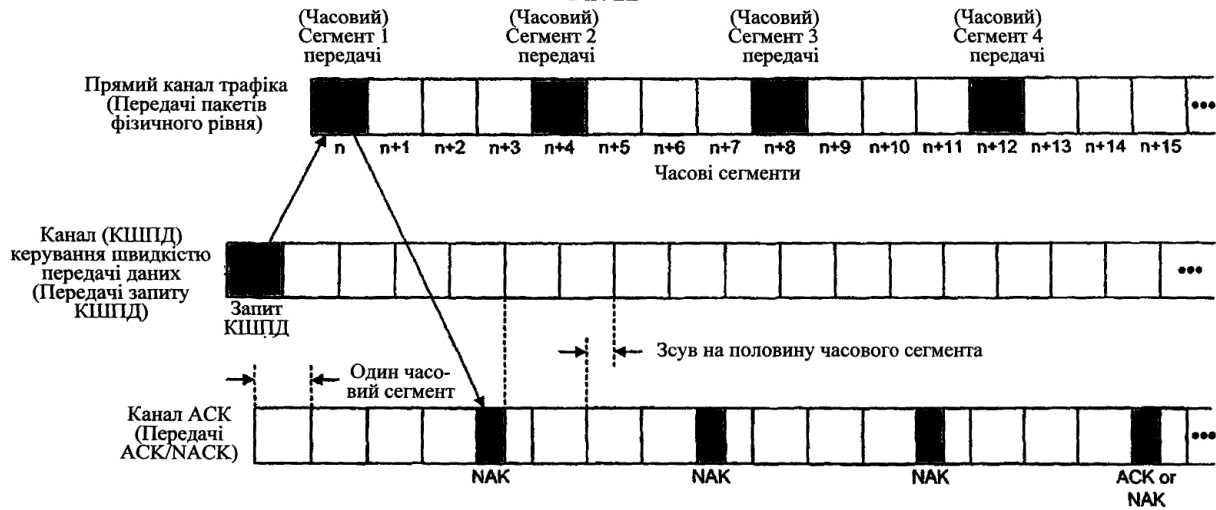 (Часовий)
Сегмент 1
передачі
(Часовий)
Сегмент 2
передачі
(Часовий)
Сегмент 3
передачі
(Часовий)
Сегмент 4
передачі
Прямий канал трафіка
(Передачі пакетів
фізичного рівня)
n n+1 n+2 n+3 n+4 n+5 n+6 n+7 n+8 n+9 n+10 n+11 n+12 n+13 n+14 n+15
Часові сегменти
Канал (КШПД)
керування швидкістю
передачі даних
(Передачі запиту
КШПД)
Запит
КШПД
Зсув на половину часового сегмента
Один часо-
вий сегмент
Канал ACK
(Передачі
ACK/NACK)
NAK NAK NAK ACK or
NAK